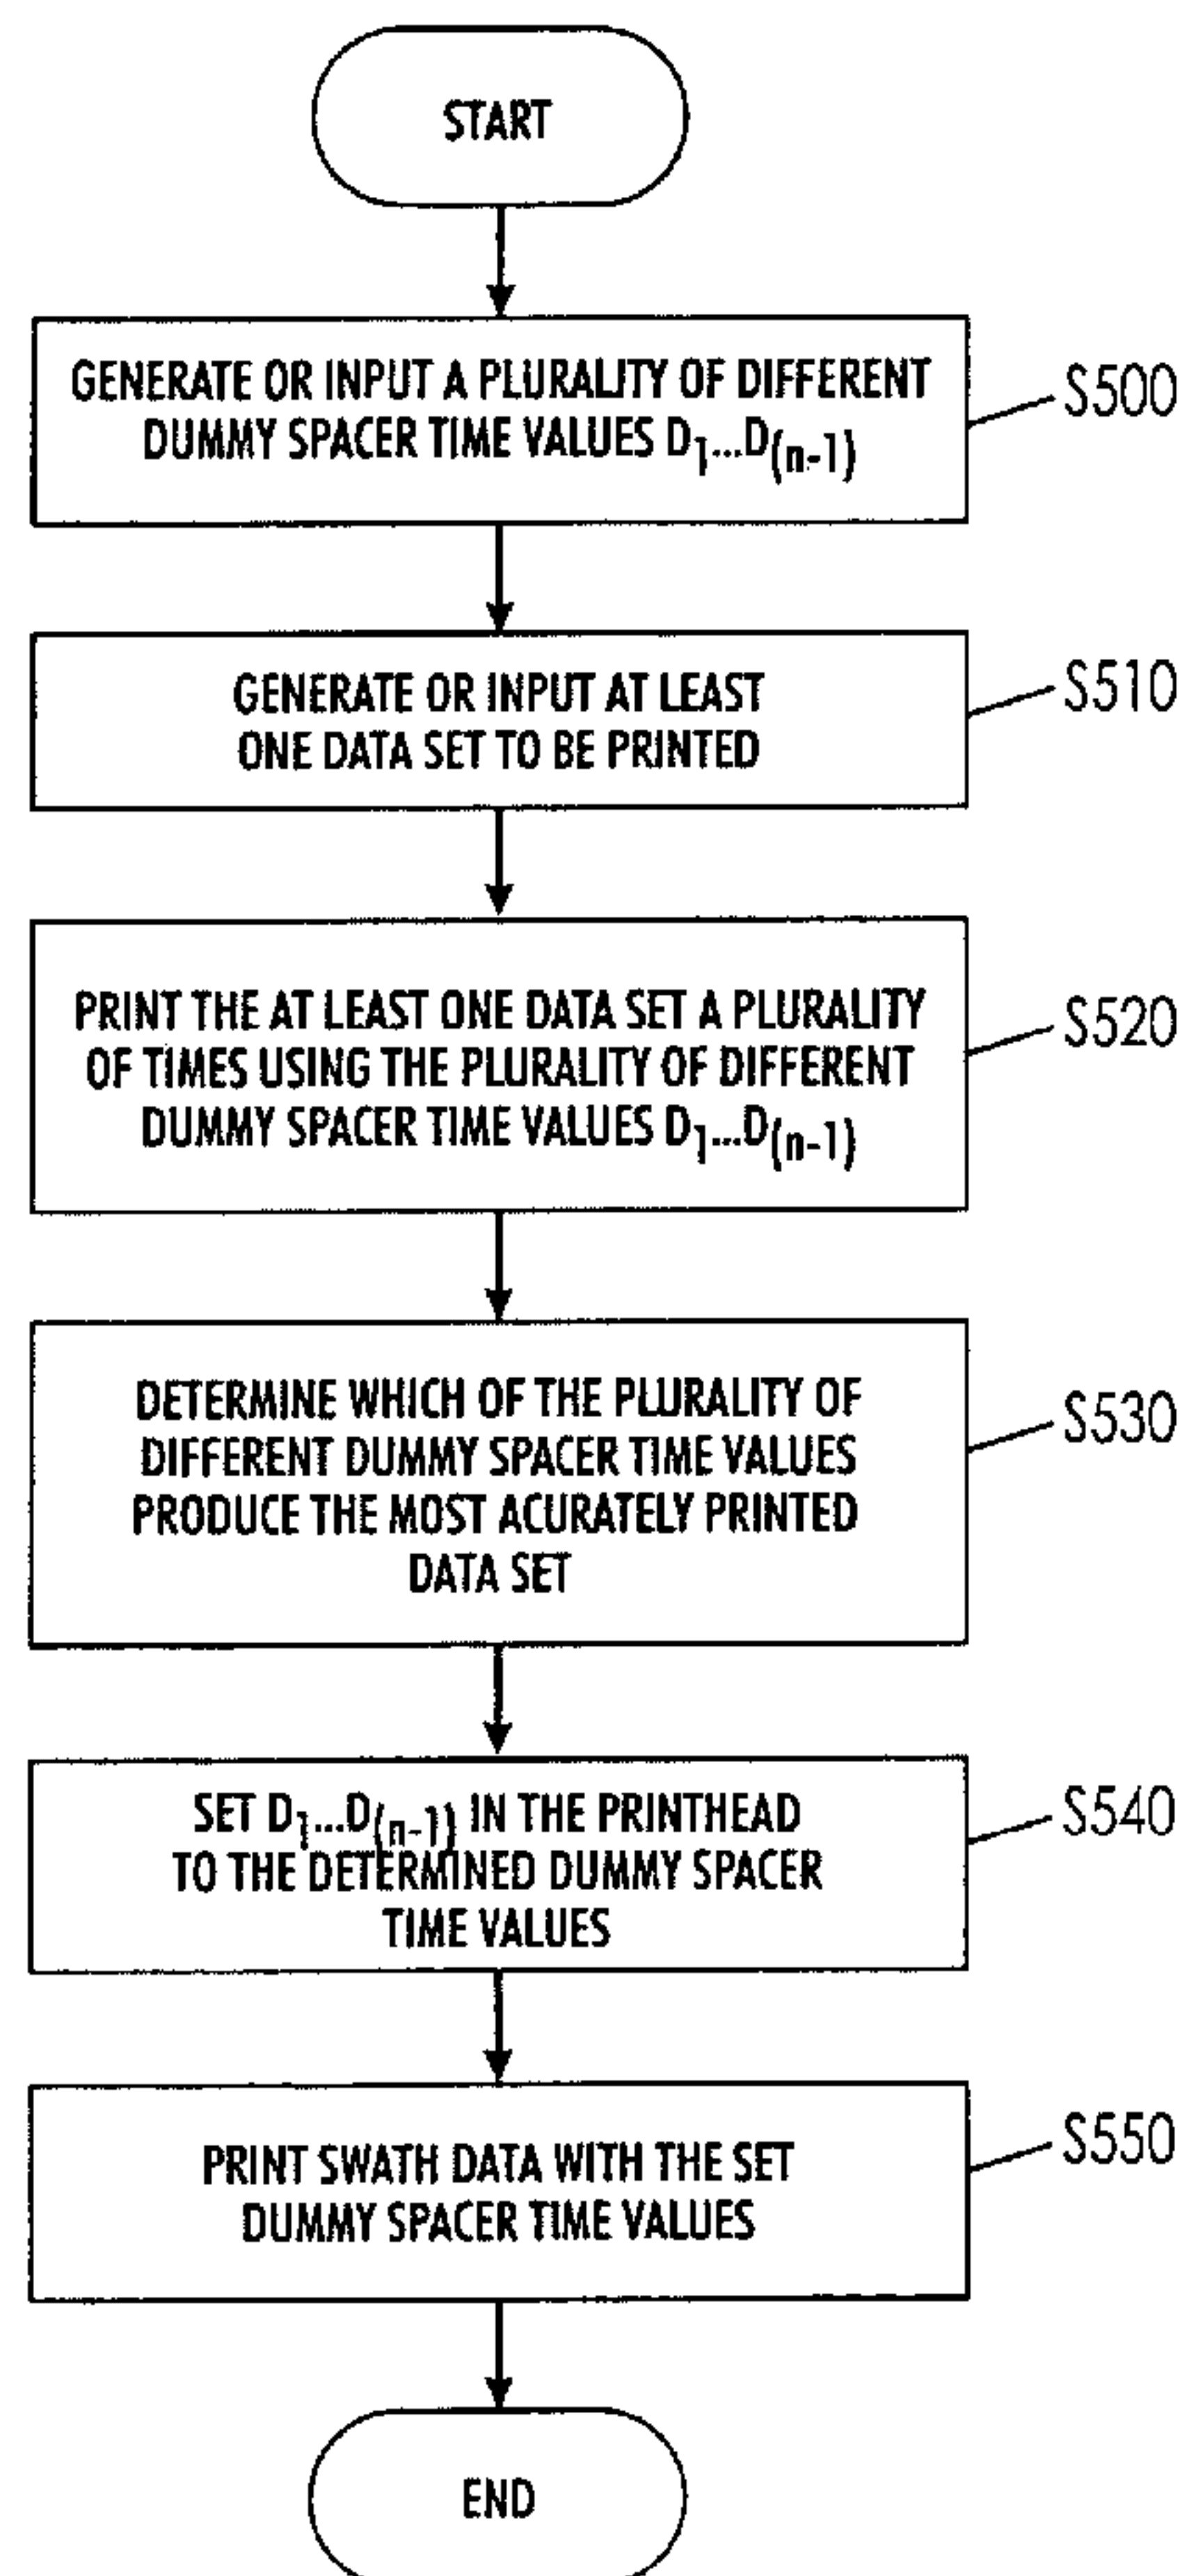 START
GENERATE OR INPUT A PLURALITY OF DIFFERENT
DUMMY SPACER TIME VALUES D1...D(n-1)
S500
GENERATE OR INPUT AT LEAST
ONE DATA SET TO BE PRINTED
S510
PRINT THE AT LEAST ONE DATA SET A PLURALITY
OF TIMES USING THE PLURALITY OF DIFFERENT
DUMMY SPACER TIME VALUES D1...D(n-1)
S520
DETERMINE WHICH OF THE PLURALITY OF
DIFFERENT DUMMY SPACER TIME VALUES
PRODUCE THE MOST ACURATELY PRINTED
DATA SET
S530
SET D1...D(n-1) IN THE PRINTHEAD
TO THE DETERMINED DUMMY SPACER
TIME VALUES
S540
PRINT SWATH DATA WITH THE SET
DUMMY SPACER TIME VALUES
S550
END